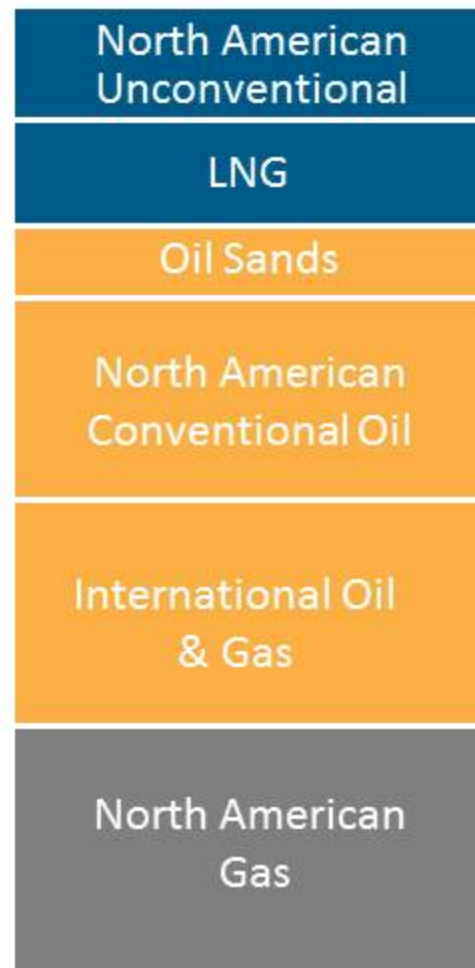 North American
Unconventional
LNG
Oil Sands
North American
Conventional Oil
International Oil
& Gas
North American
Gas